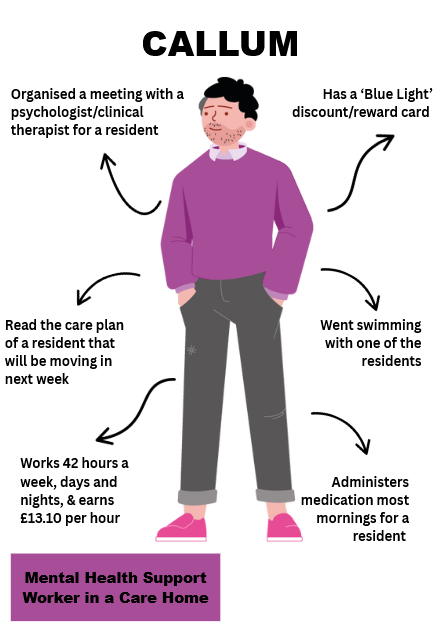 CALLUM
Organised a meeting with a
psychologist/clinical
therapist for a resident
Has a ‘Blue Light’
discount/reward card
Read the care plan
of a resident that
will be moving in
next week
Went swimming
with one of the
residents
Works 42 hours a
week, days and
nights, & earns
£13.10 per hour
Administers
medication most
mornings for a
resident
Mental Health Support
Worker in a Care Home